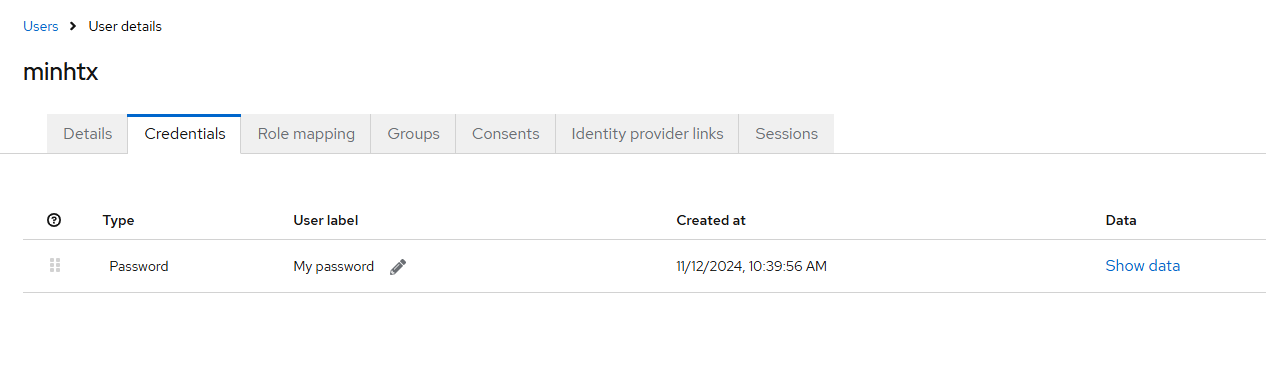 Users > User details
minhtx
Details Credentials Role mapping Groups Consents Identity provider links Sessions
? Type User label Created at Data
Password My password 11/12/2024, 10:39:56 AM Show data